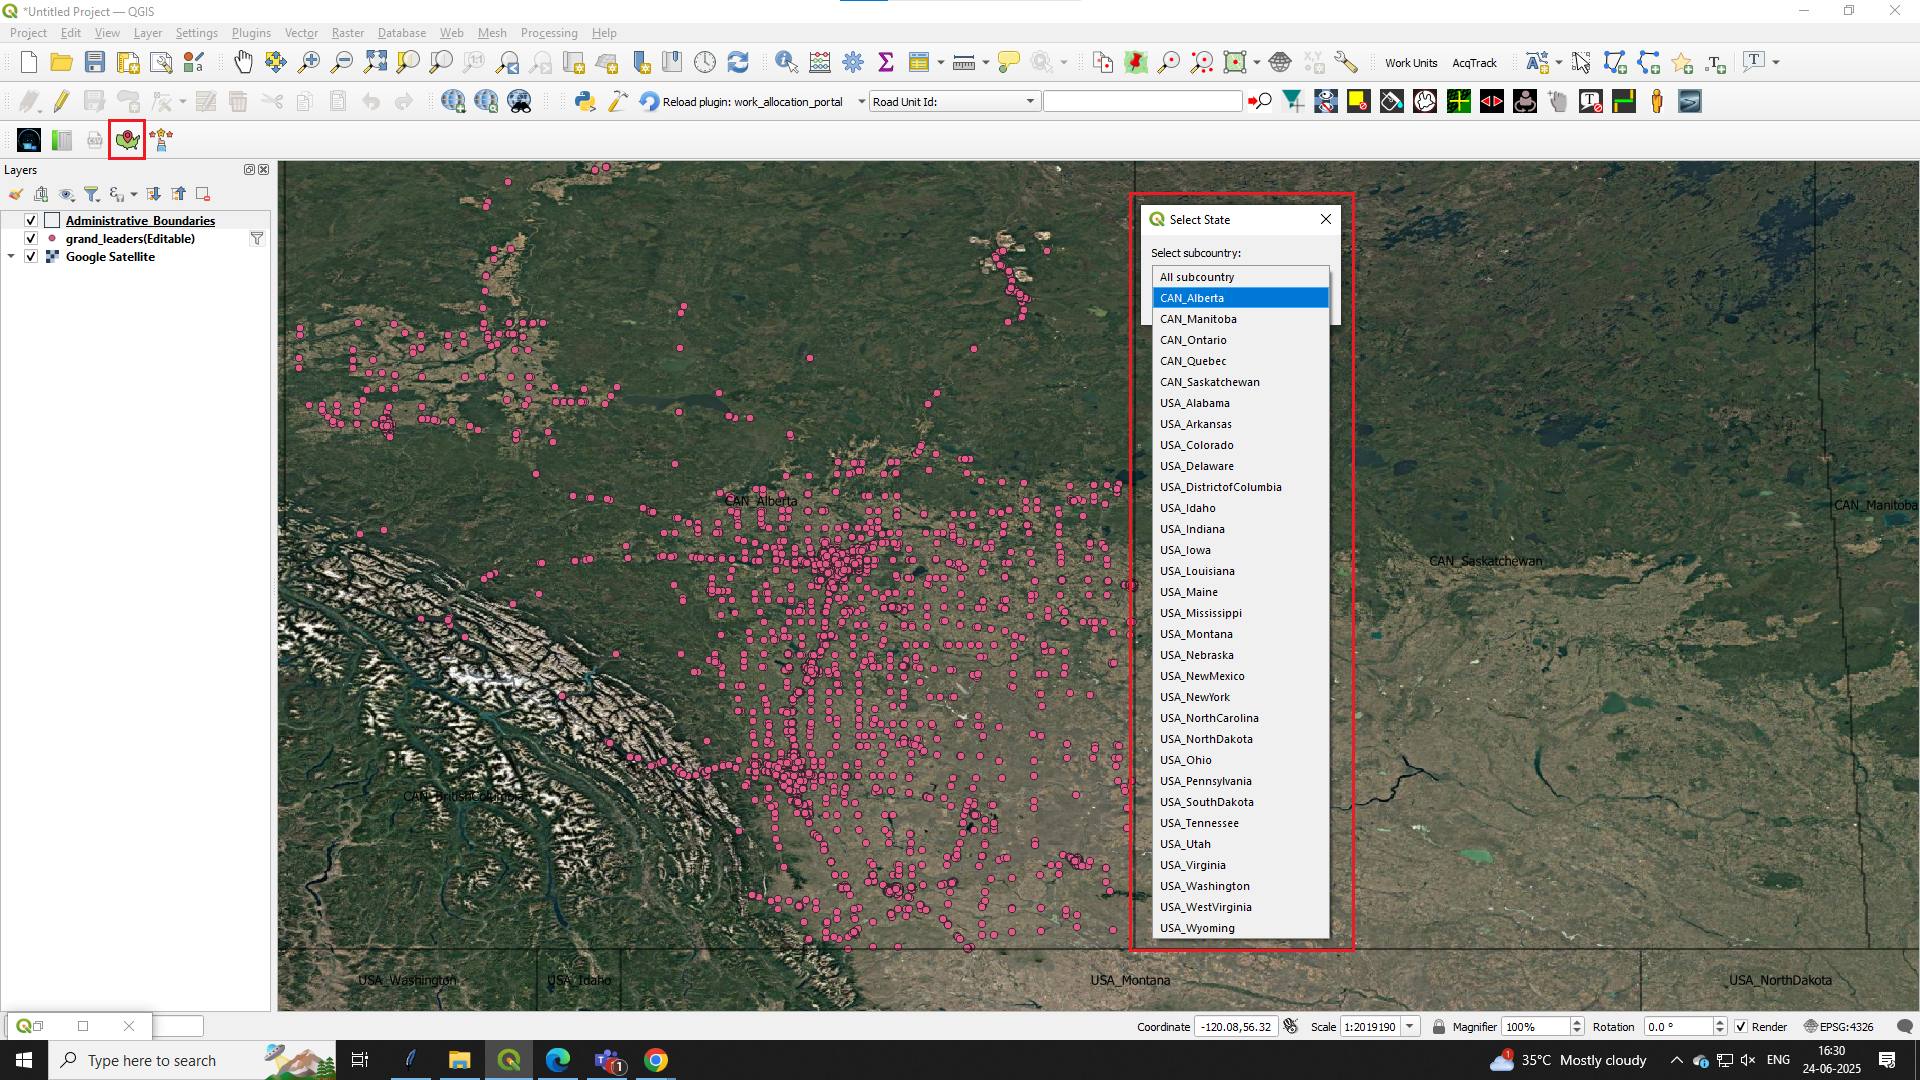 *Untitled Project — QGIS
Project Edit View Layer Settings Plugins Vector Raster Database Web Mesh Processing Help
Work Units AcqTrack
Reload plugin: work_allocation_portal Road Unit Id:
Layers
Administrative_Boundaries
grand_leaders(Editable)
Google Satellite
Select State
Select subcountry:
All subcountry
CAN_Alberta
CAN_Manitoba
CAN_Ontario
CAN_Quebec
CAN_Saskatchewan
USA_Alabama
USA_Arkansas
USA_Colorado
USA_Delaware
USA_DistrictofColumbia
USA_Idaho
USA_Indiana
USA_Iowa
USA_Louisiana
USA_Maine
USA_Mississippi
USA_Montana
USA_Nebraska
USA_NewMexico
USA_NewYork
USA_NorthCarolina
USA_NorthDakota
USA_Ohio
USA_Pennsylvania
USA_SouthDakota
USA_Tennessee
USA_Utah
USA_Virginia
USA_Washington
USA_WestVirginia
USA_Wyoming
CAN_Alberta
CAN_Manitoba
CAN_Saskatchewan
CAN_BritishColumbia
USA_Washington USA_Idaho USA_Montana USA_NorthDakota
Coordinate -120.08,56.32 Scale 1:2019190 Magnifier 100% Rotation 0.0 ° Render EPSG:4326
Type here to search
1
1
35°C Mostly cloudy
ENG
16:30
24-06-2025